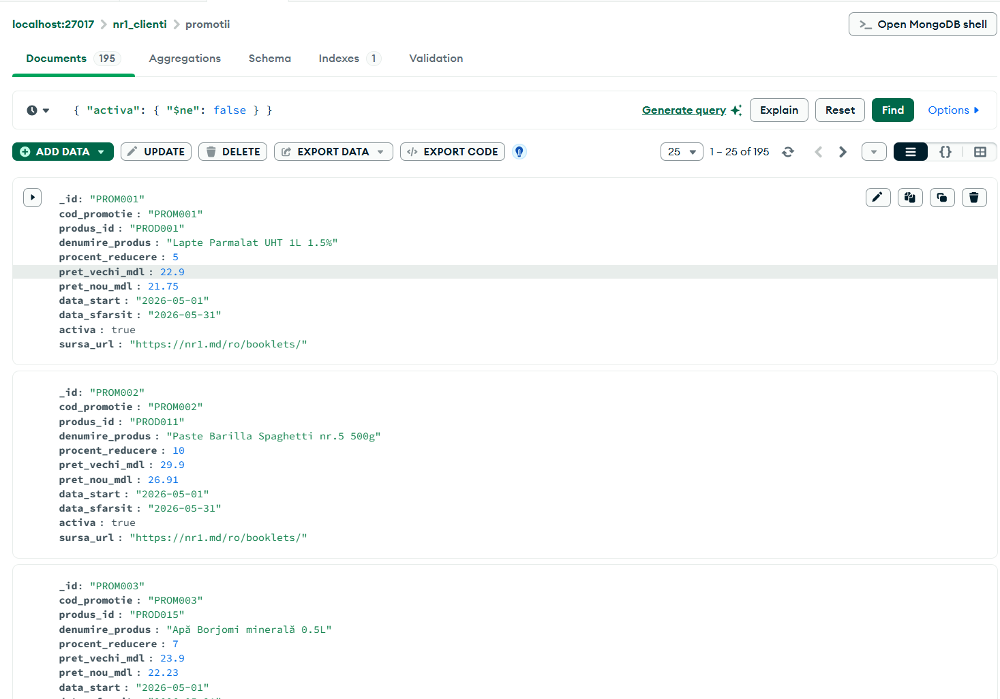 localhost:27017 > nr1_clienti > promotii
>_ Open MongoDB shell
Documents 195 Aggregations Schema Indexes 1 Validation
{ "activa": { "$ne": false } }
Generate query Explain Reset Find Options
ADD DATA UPDATE DELETE EXPORT DATA </> EXPORT CODE 25 1 – 25 of 195 {}
_id: "PROM001"
cod_promotie : "PROM001"
produs_id : "PROD001"
denumire_produs : "Lapte Parmalat UHT 1L 1.5%"
procent_reducere : 5
pret_vechi_mdl : 22.9
pret_nou_mdl : 21.75
data_start : "2026-05-01"
data_sfarsit : "2026-05-31"
activa : true
sursa_url : "https://nr1.md/ro/booklets/"
_id: "PROM002"
cod_promotie : "PROM002"
produs_id : "PROD011"
denumire_produs : "Paste Barilla Spaghetti nr.5 500g"
procent_reducere : 10
pret_vechi_mdl : 29.9
pret_nou_mdl : 26.91
data_start : "2026-05-01"
data_sfarsit : "2026-05-31"
activa : true
sursa_url : "https://nr1.md/ro/booklets/"
_id: "PROM003"
cod_promotie : "PROM003"
produs_id : "PROD015"
denumire_produs : "Apă Borjomi minerală 0.5L"
procent_reducere : 7
pret_vechi_mdl : 23.9
pret_nou_mdl : 22.23
data_start : "2026-05-01"